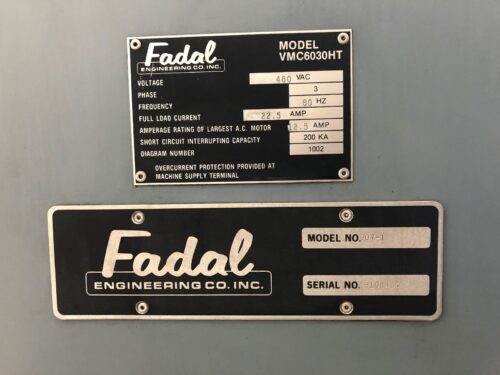 Fadal
ENGINEERING CO. INC.
MODEL
VMC6030HT
VOLTAGE 460 VAC
PHASE 3
FREQUENCY 60 HZ
FULL LOAD CURRENT 22.5 AMP
AMPERAGE RATING OF LARGEST A.C. MOTOR AMP
SHORT CIRCUIT INTERRUPTING CAPACITY 200 KA
DIAGRAM NUMBER 1002
OVERCURRENT PROTECTION PROVIDED AT
MACHINE SUPPLY TERMINAL
Fadal
ENGINEERING CO. INC.
MODEL NO.
SERIAL NO.